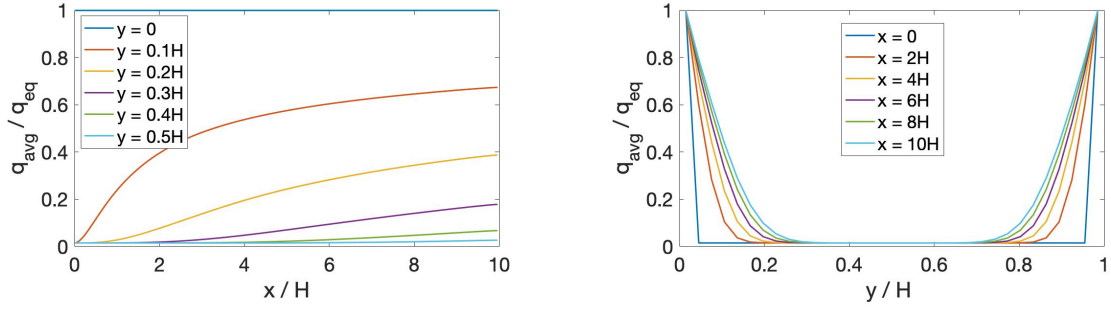 q_avg / q_eq
1
0.8
0.6
0.4
0.2
0
y = 0
y = 0.1H
y = 0.2H
y = 0.3H
y = 0.4H
y = 0.5H
0 2 4 6 8 10
x / H
q_avg / q_eq
1
0.8
0.6
0.4
0.2
0
x = 0
x = 2H
x = 4H
x = 6H
x = 8H
x = 10H
0 0.2 0.4 0.6 0.8 1
y / H